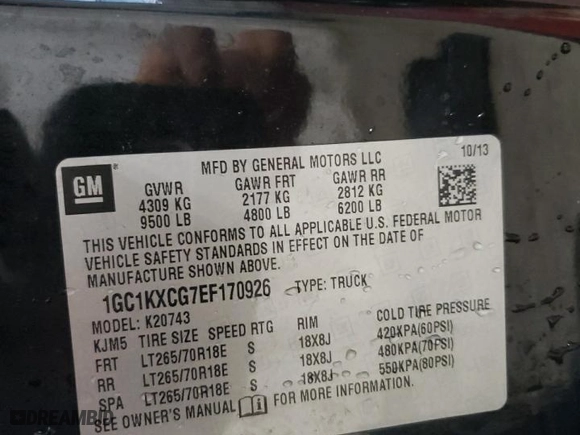 MFD BY GENERAL MOTORS LLC
10/13
GM
GVWR GAWR FRT GAWR RR
4309 KG 2177 KG 2812 KG
9500 LB 4800 LB 6200 LB
THIS VEHICLE CONFORMS TO ALL APPLICABLE U.S. FEDERAL MOTOR
VEHICLE SAFETY STANDARDS IN EFFECT ON THE DATE OF
MANUFACTURE SHOWN ABOVE.
1GC1KXCG7EF170926 TYPE: TRUCK
MODEL: K20743
KJM5 TIRE SIZE SPEED RTG RIM COLD TIRE PRESSURE
FRT LT265/70R18E S 18X8J 420KPA(60PSI)
RR LT265/70R18E S 18X8J 480KPA(70PSI)
SPA LT265/70R18E S 18X8J 550KPA(80PSI)
SEE OWNER'S MANUAL FOR MORE INFORMATION.
DREAMBID